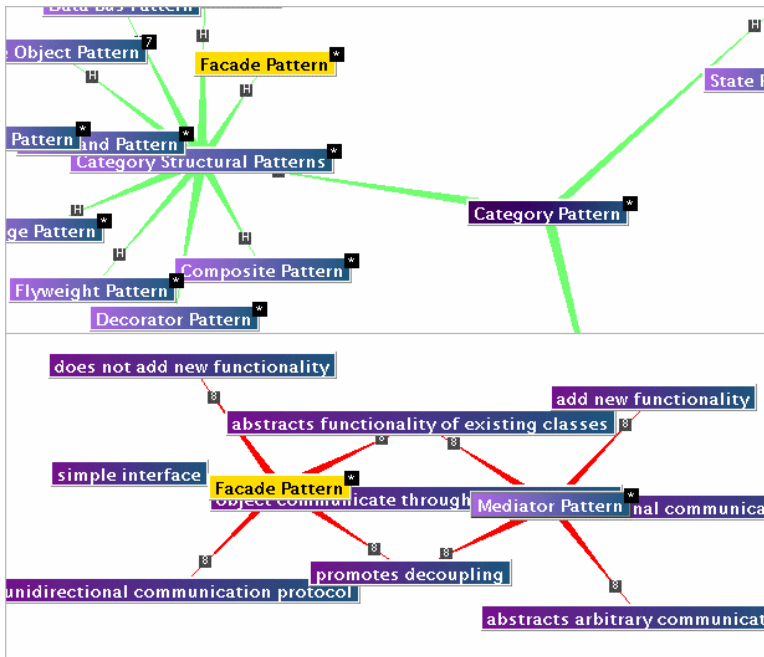 Data Bus Pattern
H
H
7
Object Pattern
Facade Pattern *
H
H
State
*
Pattern
and Pattern *
*
Category Structural Patterns *
Category Pattern *
H
ge Pattern *
H
H
Composite Pattern *
Flyweight Pattern *
Decorator Pattern *
does not add new functionality
8
add new functionality
abstracts functionality of existing classes
8
8
8
simple interface
Facade Pattern *
object communicate through
Mediator Pattern *
nal communica
8
8
8
promotes decoupling
unidirectional communication protocol
8
abstracts arbitrary communicat